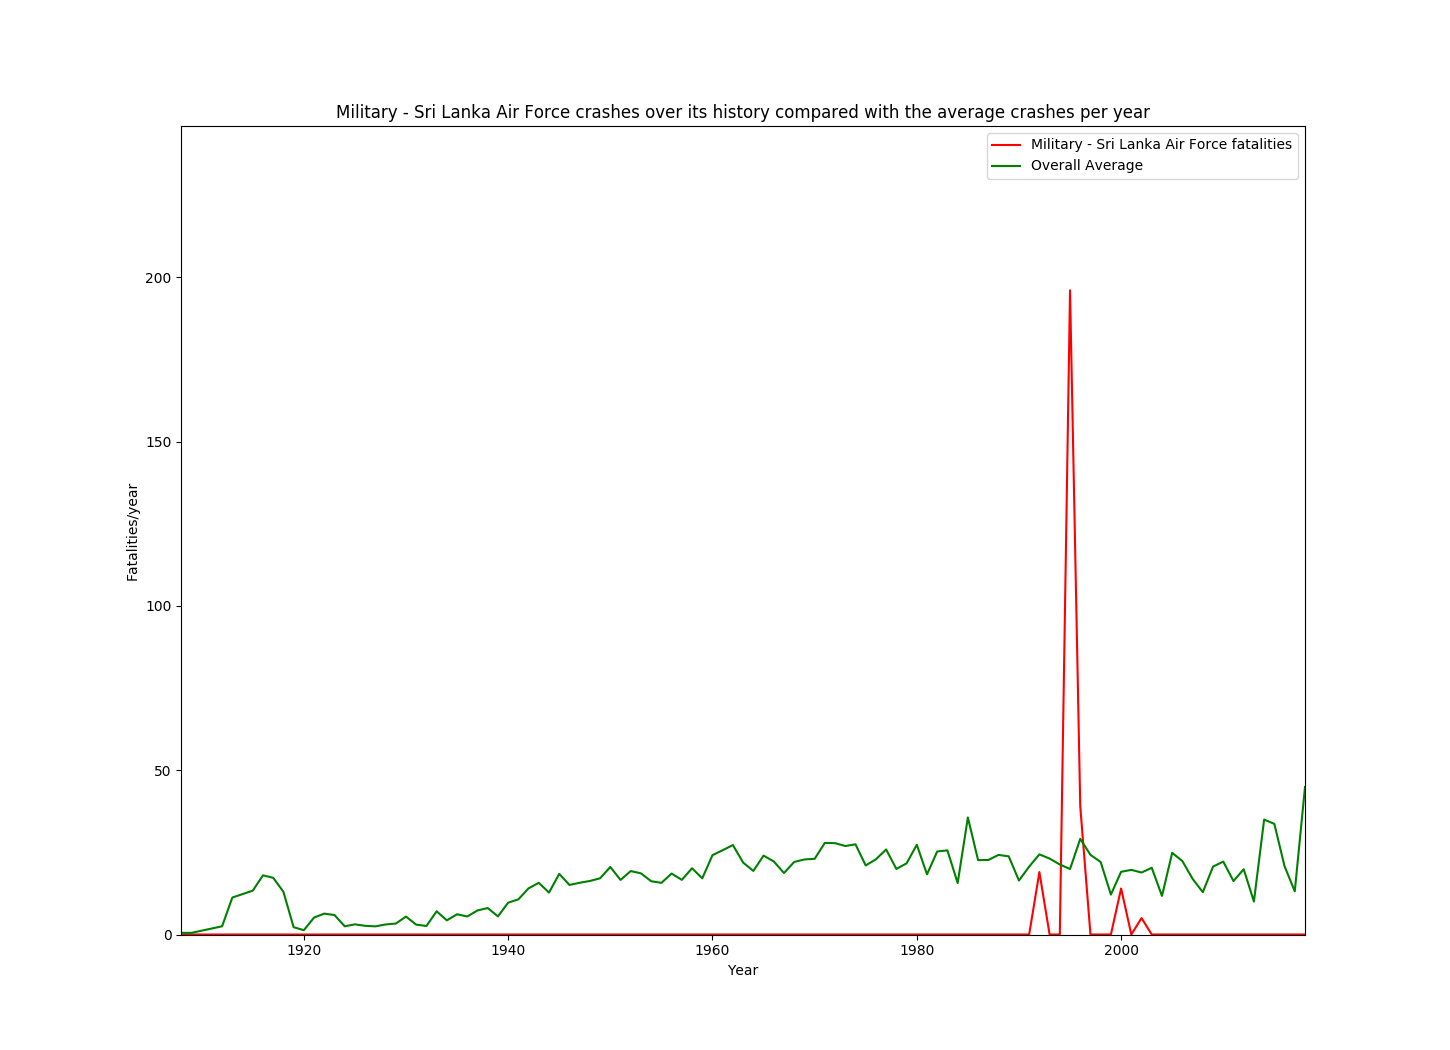 Military - Sri Lanka Air Force crashes over its history compared with the average crashes per year
Military - Sri Lanka Air Force fatalities
Overall Average
200
150
100
50
0
Fatalities/year
1920 1940 1960 1980 2000
Year